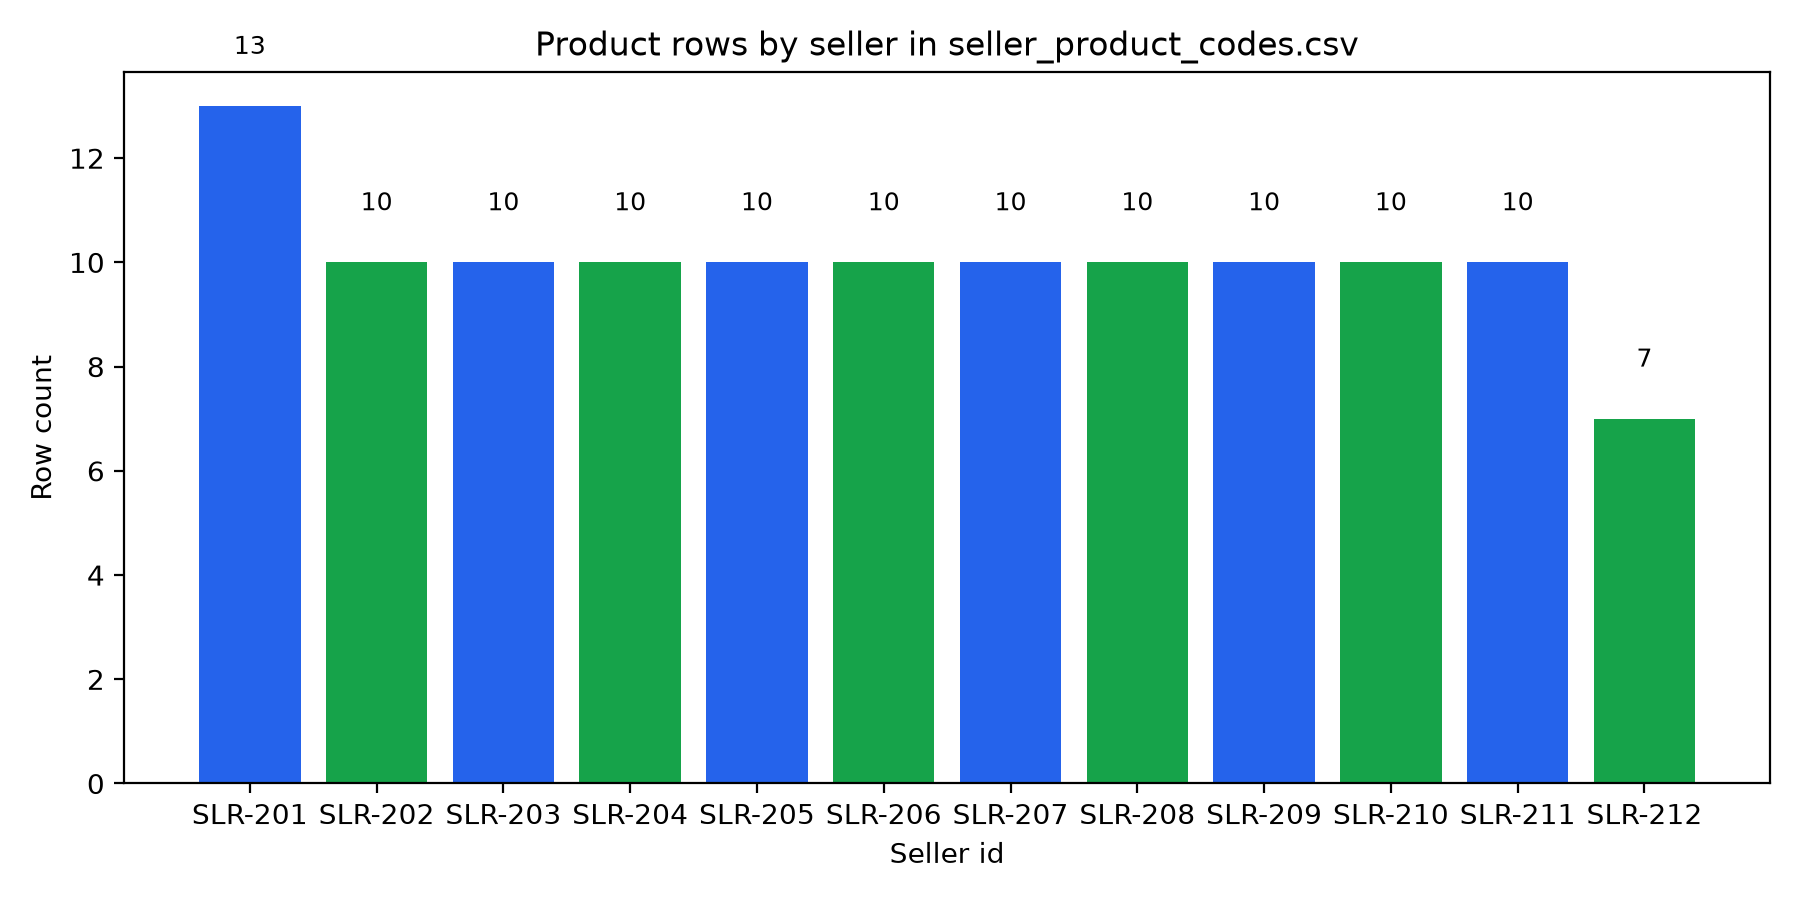 Product rows by seller in seller_product_codes.csv
13
10 10 10 10 10 10 10 10 10 10
7
12
10
8
6
4
2
0
Row count
SLR-201 SLR-202 SLR-203 SLR-204 SLR-205 SLR-206 SLR-207 SLR-208 SLR-209 SLR-210 SLR-211 SLR-212
Seller id